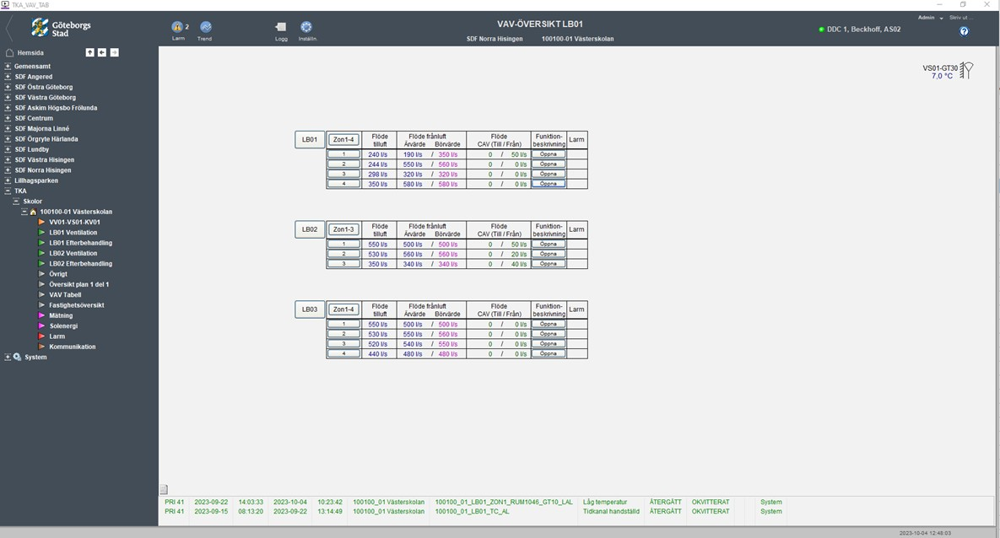 TKA_VAV_TAB
Göteborgs
Stad
Larm 2
Trend
Logg
Inställn.
VAV-ÖVERSIKT LB01
SDF Norra Hisingen 100100-01 Västerskolan
DDC 1, Beckhoff, AS02
Admin
Skriv ut ...
?
Hemsida
Gemensamt
SDF Angered
SDF Östra Göteborg
SDF Västra Göteborg
SDF Askim Högsbo Frölunda
SDF Centrum
SDF Majorna Linné
SDF Örgryte Härlanda
SDF Lundby
SDF Västra Hisingen
SDF Norra Hisingen
Lillhagsparken
TKA
Skolor
100100-01 Västerskolan
VV01-VS01-KV01
LB01 Ventilation
LB01 Efterbehandling
LB02 Ventilation
LB02 Efterbehandling
Övrigt
Översikt plan 1 del 1
VAV Tabell
Fastighetsöversikt
Mätning
Solenergi
Larm
Kommunikation
System
VS01-GT30
7,0 °C
LB01 Zon1-4 Flöde Flöde frånluft Flöde Funktion- Larm
tilluft Ärvärde Börvärde CAV (Till / Från) beskrivning
1 240 l/s 190 l/s / 350 l/s 0 / 50 l/s Öppna
2 244 l/s 550 l/s / 560 l/s 0 / 0 l/s Öppna
3 298 l/s 320 l/s / 320 l/s 0 / 0 l/s Öppna
4 350 l/s 580 l/s / 580 l/s 0 / 0 l/s Öppna
LB02 Zon1-3 Flöde Flöde frånluft Flöde Funktion- Larm
tilluft Ärvärde Börvärde CAV (Till / Från) beskrivning
1 550 l/s 500 l/s / 500 l/s 0 / 50 l/s Öppna
2 530 l/s 560 l/s / 560 l/s 0 / 20 l/s Öppna
3 350 l/s 340 l/s / 340 l/s 0 / 40 l/s Öppna
LB03 Zon1-4 Flöde Flöde frånluft Flöde Funktion- Larm
tilluft Ärvärde Börvärde CAV (Till / Från) beskrivning
1 550 l/s 500 l/s / 500 l/s 0 / 0 l/s Öppna
2 530 l/s 550 l/s / 560 l/s 0 / 0 l/s Öppna
3 520 l/s 540 l/s / 550 l/s 0 / 0 l/s Öppna
4 440 l/s 480 l/s / 480 l/s 0 / 0 l/s Öppna
PRI 41 2023-09-22 14:03:33 2023-10-04 10:23:42 100100_01 Västerskolan 100100_01_LB01_ZON1_RUM1046_GT10_LAL Låg temperatur ÅTERGÅTT OKVITTERAT System
PRI 41 2023-09-15 08:13:20 2023-09-22 13:14:49 100100_01 Västerskolan 100100_01_LB01_TC_AL Tidkanal handställd ÅTERGÅTT OKVITTERAT System
2023-10-04 12:48:03